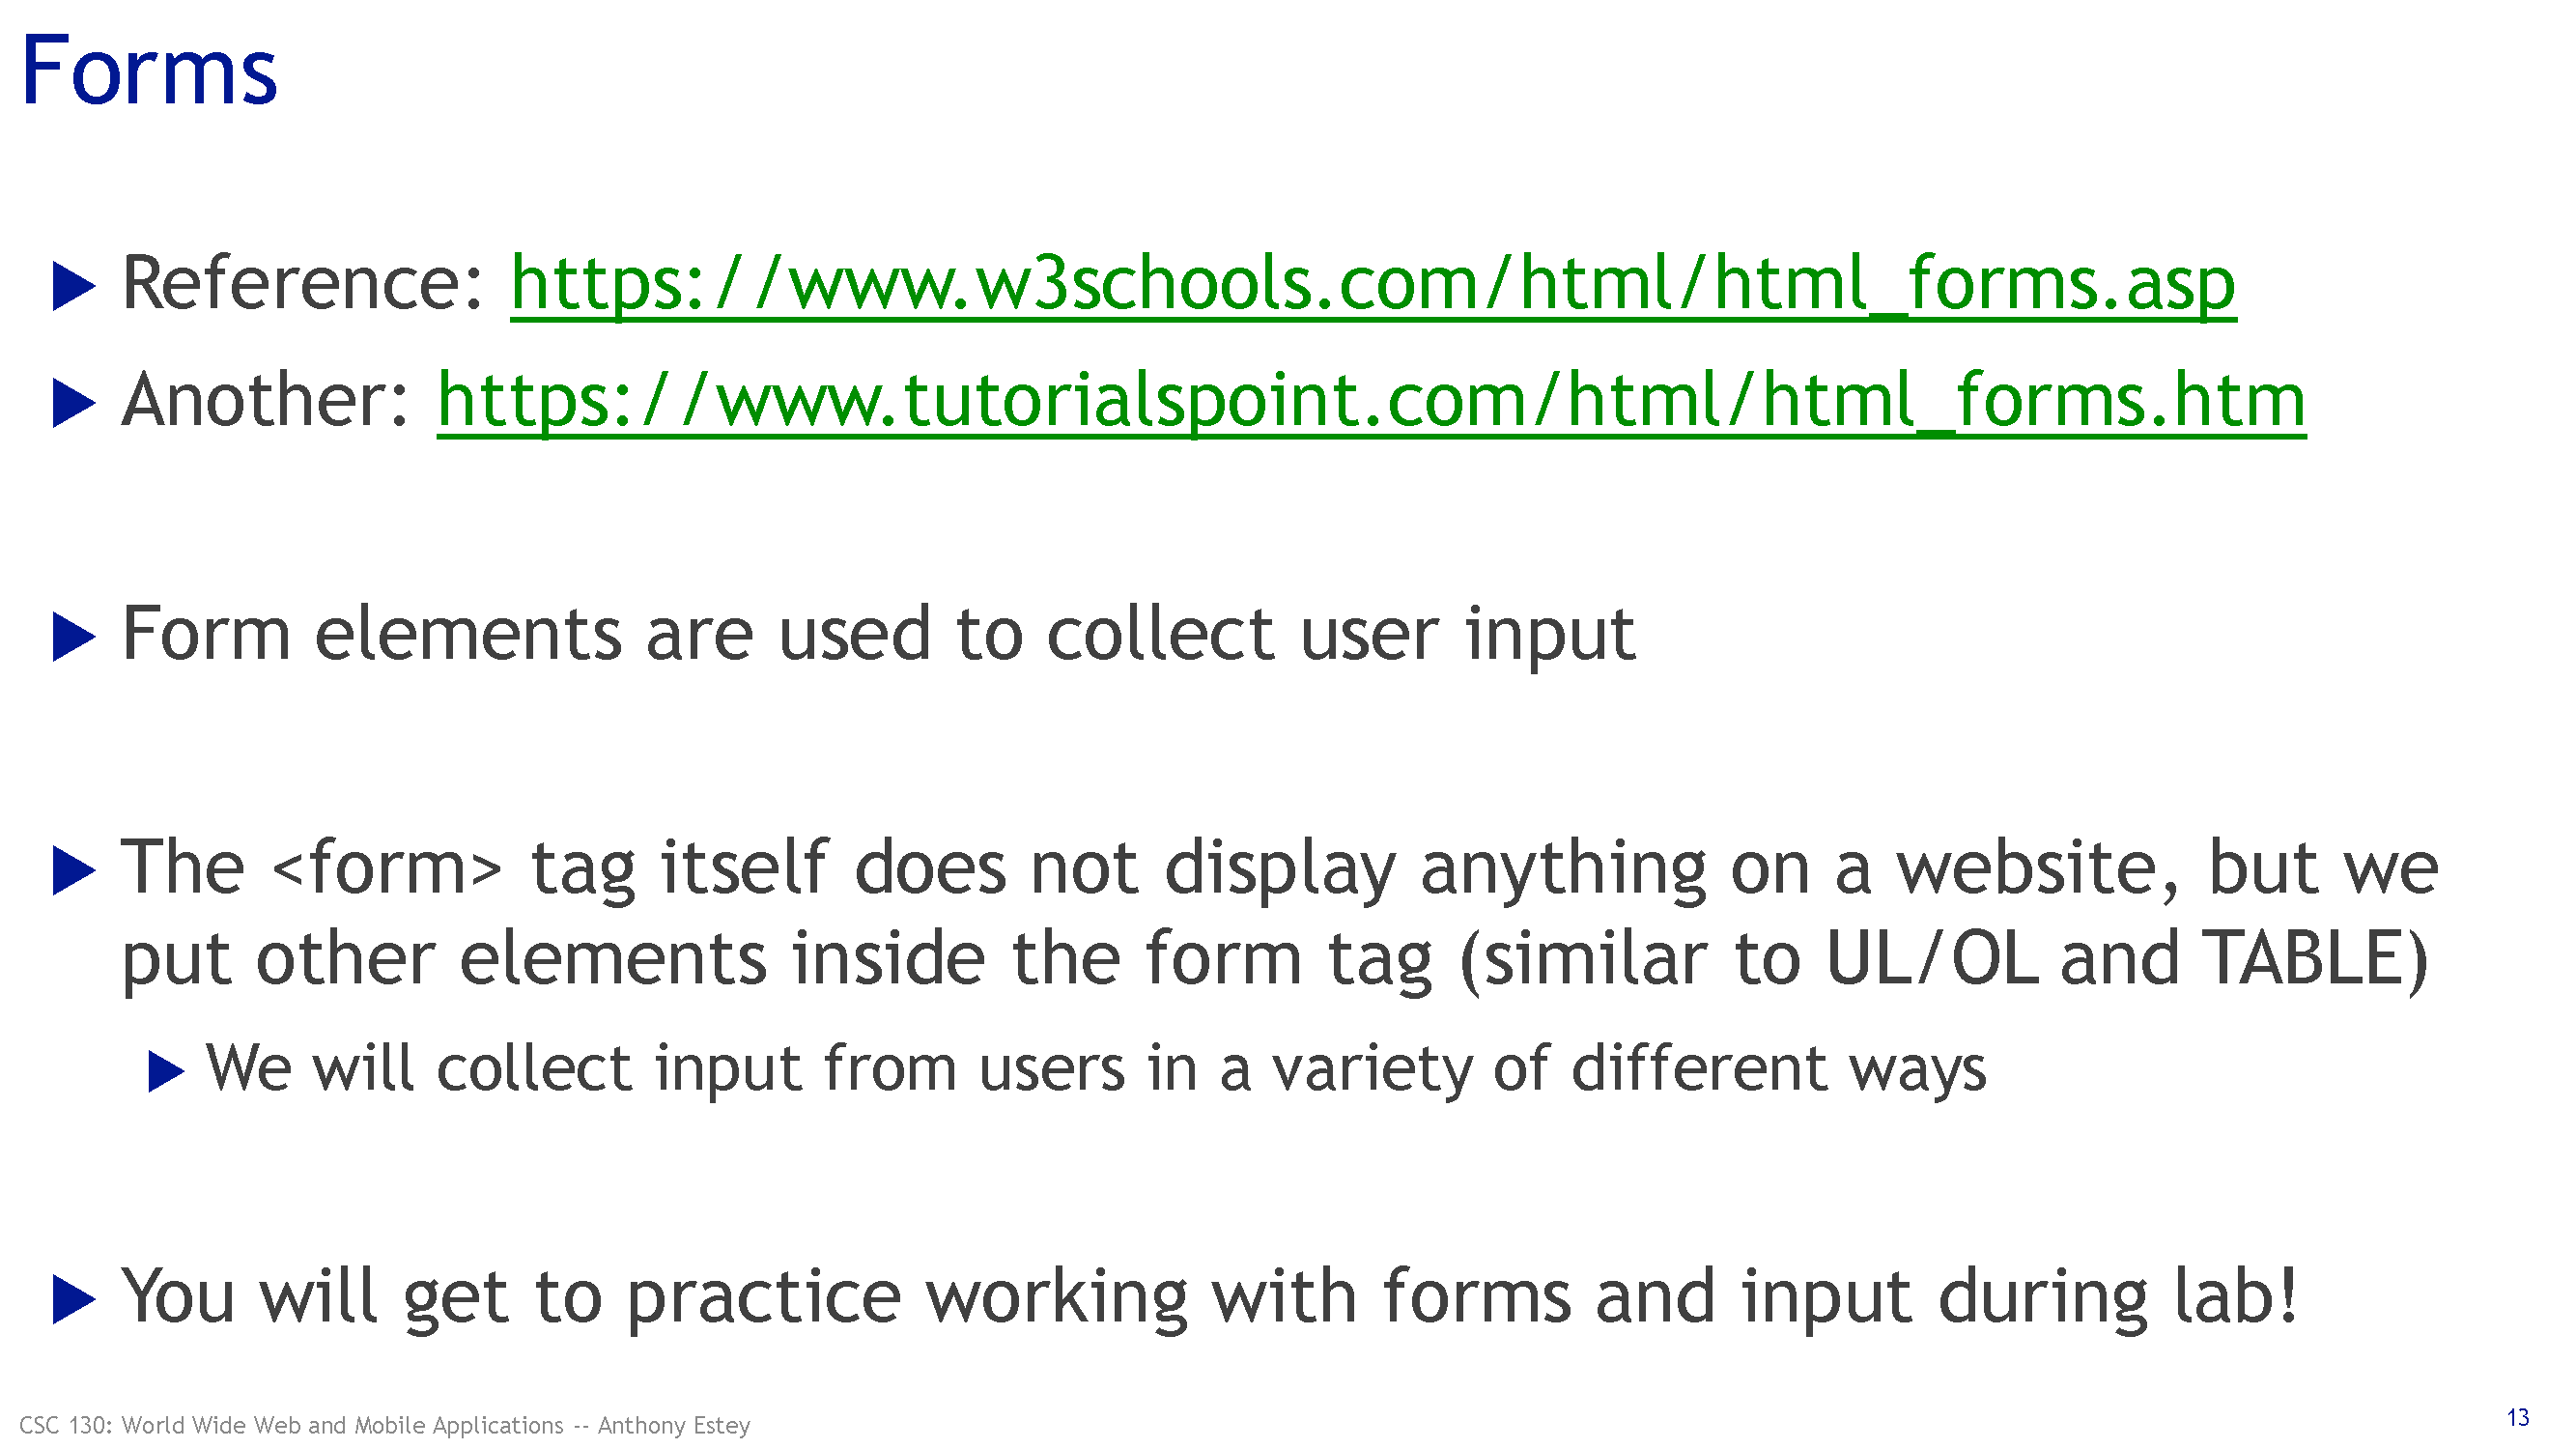 Forms
▶ Reference: https://www.w3schools.com/html/html_forms.asp
▶ Another: https://www.tutorialspoint.com/html/html_forms.htm
▶ Form elements are used to collect user input
▶ The <form> tag itself does not display anything on a website, but we
put other elements inside the form tag (similar to UL/OL and TABLE)
▶ We will collect input from users in a variety of different ways
▶ You will get to practice working with forms and input during lab!
CSC 130: World Wide Web and Mobile Applications -- Anthony Estey
13